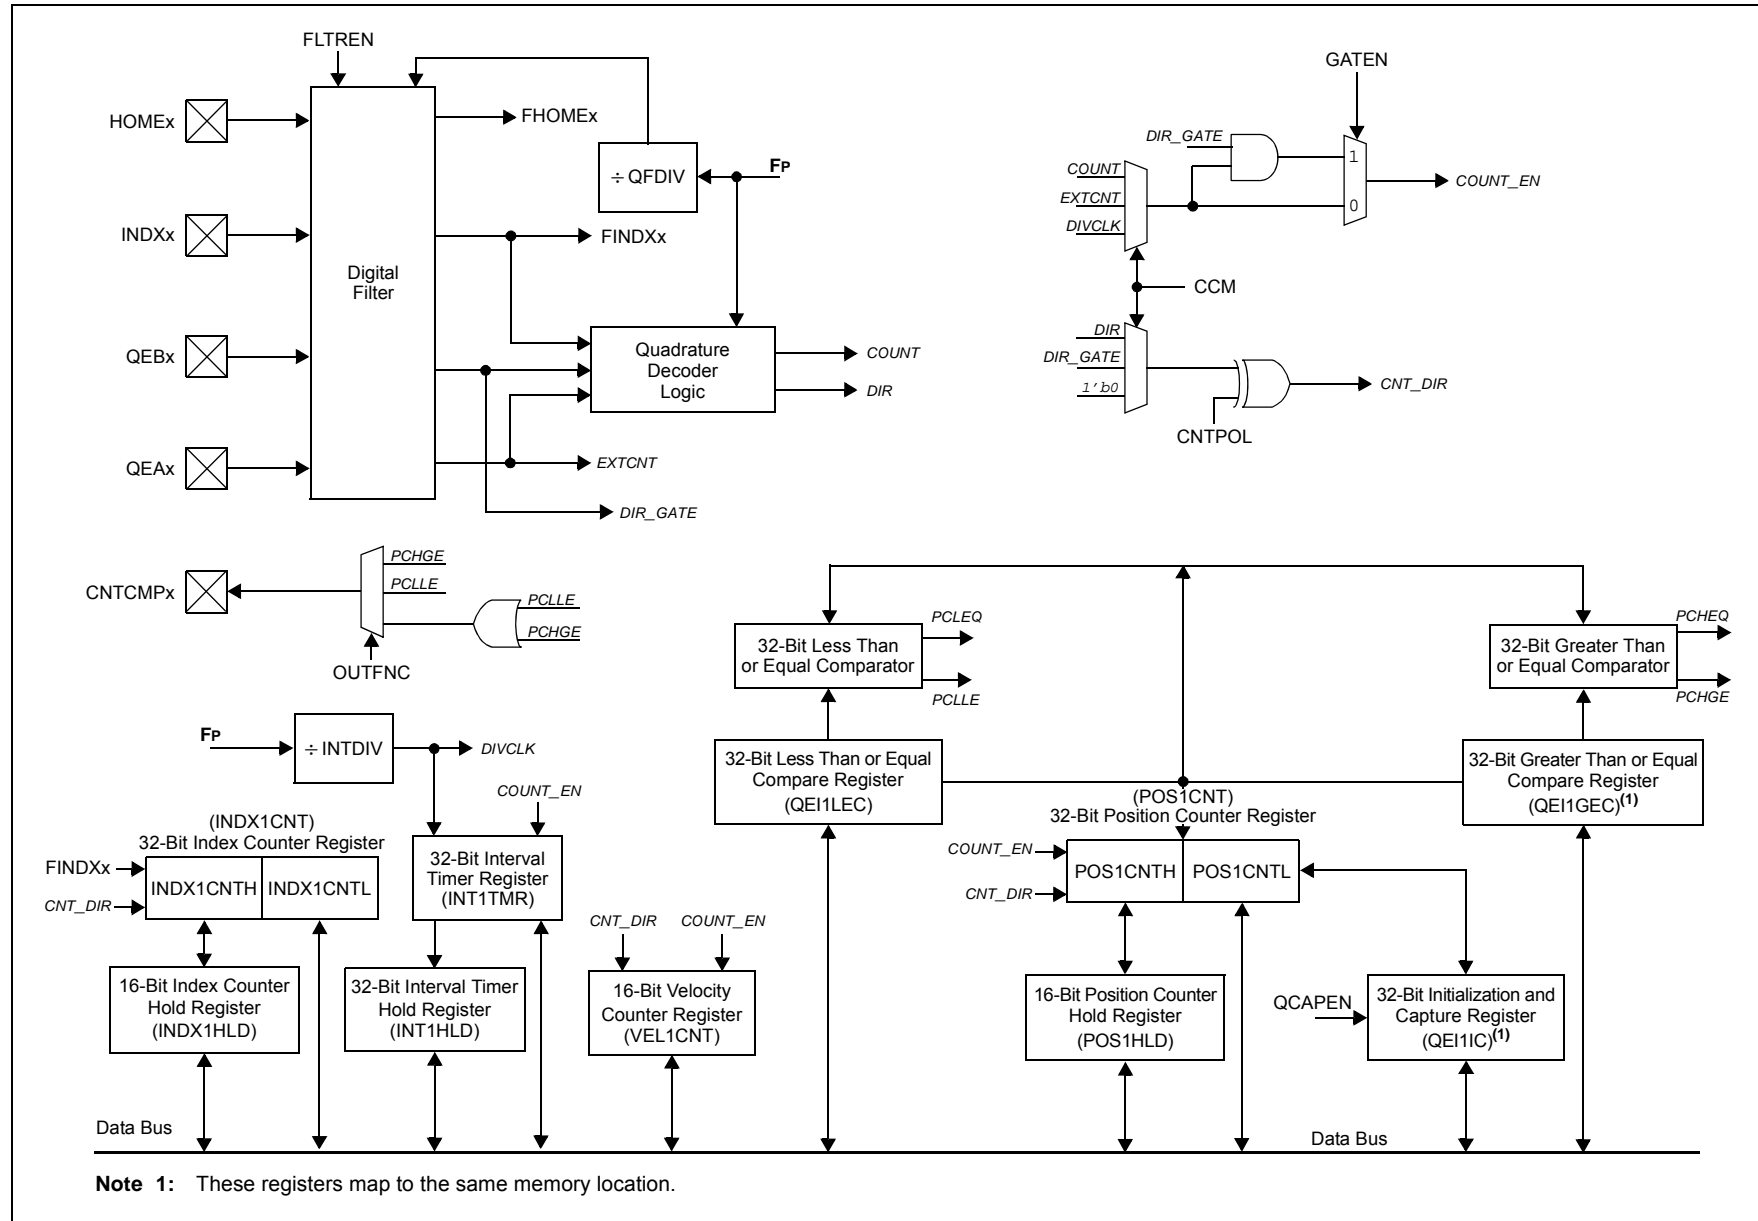 FLTREN
HOMEx
FHOMEx
÷ QFDIV
FP
INDXx
FINDXx
Digital
Filter
QEBx
Quadrature
Decoder
Logic
COUNT
DIR
QEAx
EXTCNT
DIR_GATE
GATEN
DIR_GATE
1
COUNT
EXTCNT
0
DIVCLK
COUNT_EN
CCM
DIR
DIR_GATE
1'b0
CNT_DIR
CNTPOL
CNTCMPx
PCHGE
PCLLE
PCLLE
PCHGE
OUTFNC
32-Bit Less Than
or Equal Comparator
PCLEQ
PCLLE
32-Bit Greater Than
or Equal Comparator
PCHEQ
PCHGE
FP
÷ INTDIV
DIVCLK
COUNT_EN
32-Bit Less Than or Equal
Compare Register
(QEI1LEC)
32-Bit Greater Than or Equal
Compare Register
(QEI1GEC)(1)
(INDX1CNT)
32-Bit Index Counter Register
FINDXx
CNT_DIR
INDX1CNTH
INDX1CNTL
32-Bit Interval
Timer Register
(INT1TMR)
(POS1CNT)
32-Bit Position Counter Register
COUNT_EN
CNT_DIR
POS1CNTH
POS1CNTL
CNT_DIR
COUNT_EN
16-Bit Index Counter
Hold Register
(INDX1HLD)
32-Bit Interval Timer
Hold Register
(INT1HLD)
16-Bit Velocity
Counter Register
(VEL1CNT)
16-Bit Position Counter
Hold Register
(POS1HLD)
QCAPEN
32-Bit Initialization and
Capture Register
(QEI1IC)(1)
Data Bus
Data Bus
Note 1: These registers map to the same memory location.